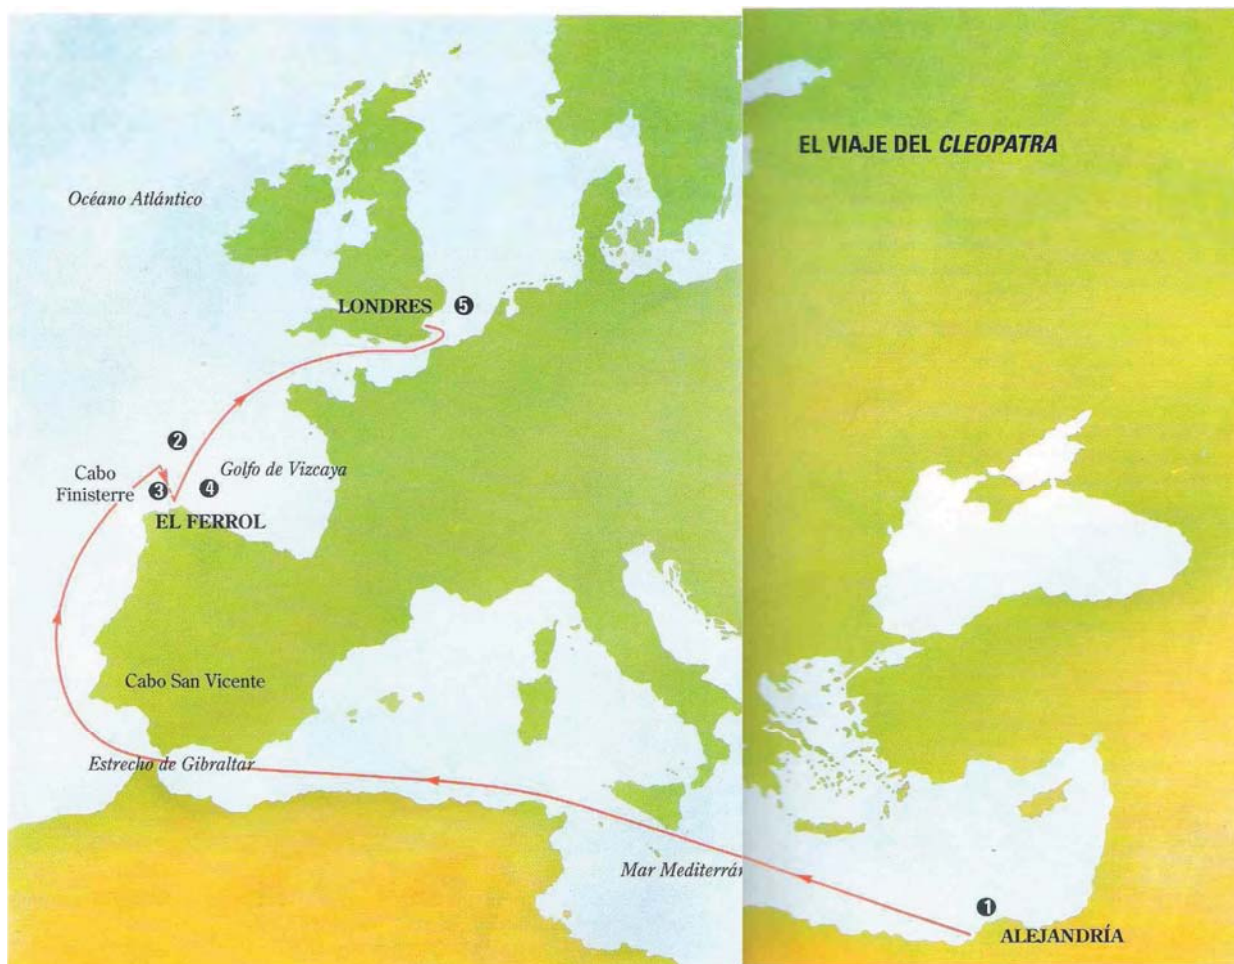 EL VIAJE DEL CLEOPATRA
Océano Atlántico
LONDRES 5
2
Golfo de Vizcaya
Cabo
Finisterre
3
4
EL FERROL
Cabo San Vicente
Estrecho de Gibraltar
Mar Mediterrán
1
ALEJANDRÍA